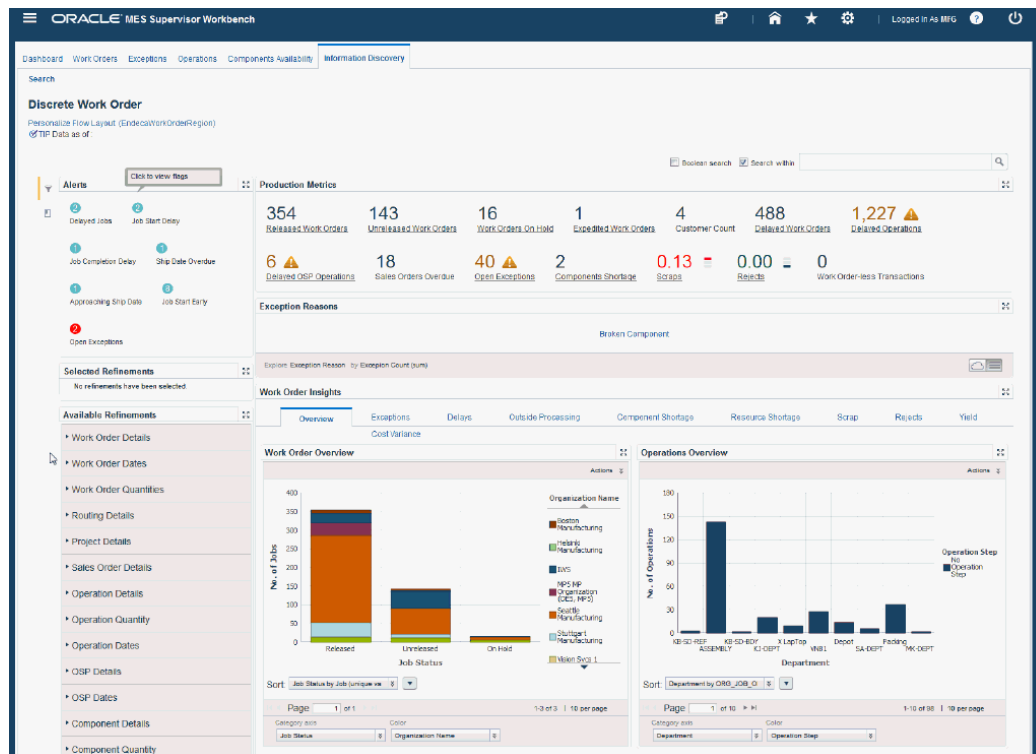 ORACLE MES Supervisor Workbench
Logged In As MFG ?
Dashboard Work Orders Exceptions Operations Components Availability Information Discovery
Search
Discrete Work Order
Personalize Flow Layout (EndecaWorkOrderRegion)
TIP Data as of :
Boolean search Search within
Alerts
Click to view flags
2 2
Delayed Jobs Job Start Delay
1 1
Job Completion Delay Ship Date Overdue
1
Approaching Ship Date Job Start Early
2
Open Exceptions
Selected Refinements
No refinements have been selected
Available Refinements
Work Order Details
Work Order Dates
Work Order Quantities
Routing Details
Project Details
Sales Order Details
Operation Details
Operation Quantity
Operation Dates
OSP Details
OSP Dates
Component Details
Component Quantity
Production Metrics
354 143 16 1 4 488 1,227
Released Work Orders Unreleased Work Orders Work Orders On Hold Expedited Work Orders Customer Count Delayed Work Orders Delayed Operations
6 18 40 2 0.13 0.00 0
Delayed OSP Operations Sales Orders Overdue Open Exceptions Components Shortage Scraps Rejects Work Order-less Transactions
Exception Reasons
Broken Component
Explore Exception Reason by Exception Count (sum)
Work Order Insights
Overview Exceptions Delays Outside Processing Component Shortage Resource Shortage Scrap Rejects Yield
Cost Variance
Work Order Overview
Actions
400
350
300
250
200
150
100
50
0
No. of Jobs
Released Unreleased On Hold
Job Status
Organization Name
Boston Manufacturing
Helsinki Manufacturing
MP5 MP Organization (DES, MP5)
Seattle Manufacturing
Stuttgart Manufacturing
Vision Svcs 1
Sort: Job Status by Job (unique va
Page 1 of 1 1-3 of 3 | 10 per page
Category axis Color
Job Status Organization Name
Operations Overview
Actions
180
150
120
90
60
30
0
No. of Operations
KB-SD-REF KB-SD-BDY X LapTop Depot Packing
ASSEMBLY KJ-DEPT VNB1 SA-DEPT MK-DEPT
Department
Operation Step
No Operation Step
Sort: Department by ORG_JOB_O
Page 1 of 10 1-10 of 98 | 10 per page
Category axis Color
Department Operation Step